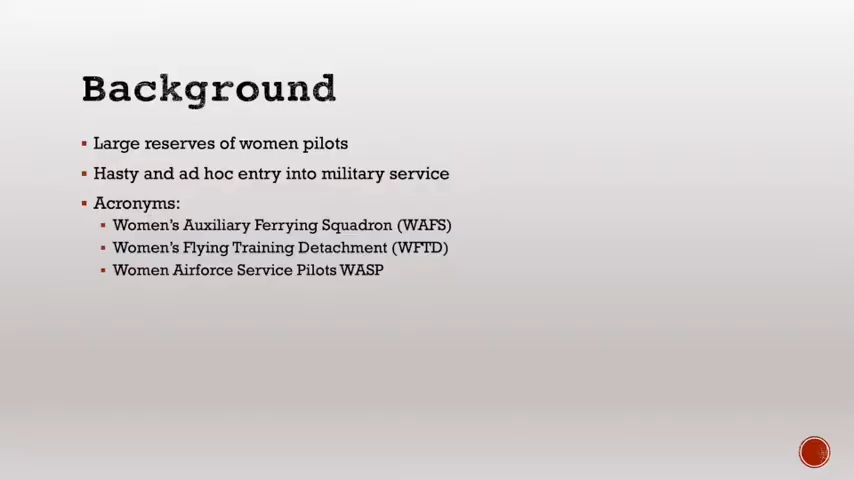 Background
Large reserves of women pilots
Hasty and ad hoc entry into military service
Acronyms:
Women's Auxiliary Ferrying Squadron (WAFS)
Women's Flying Training Detachment (WFTD)
Women Airforce Service Pilots WASP